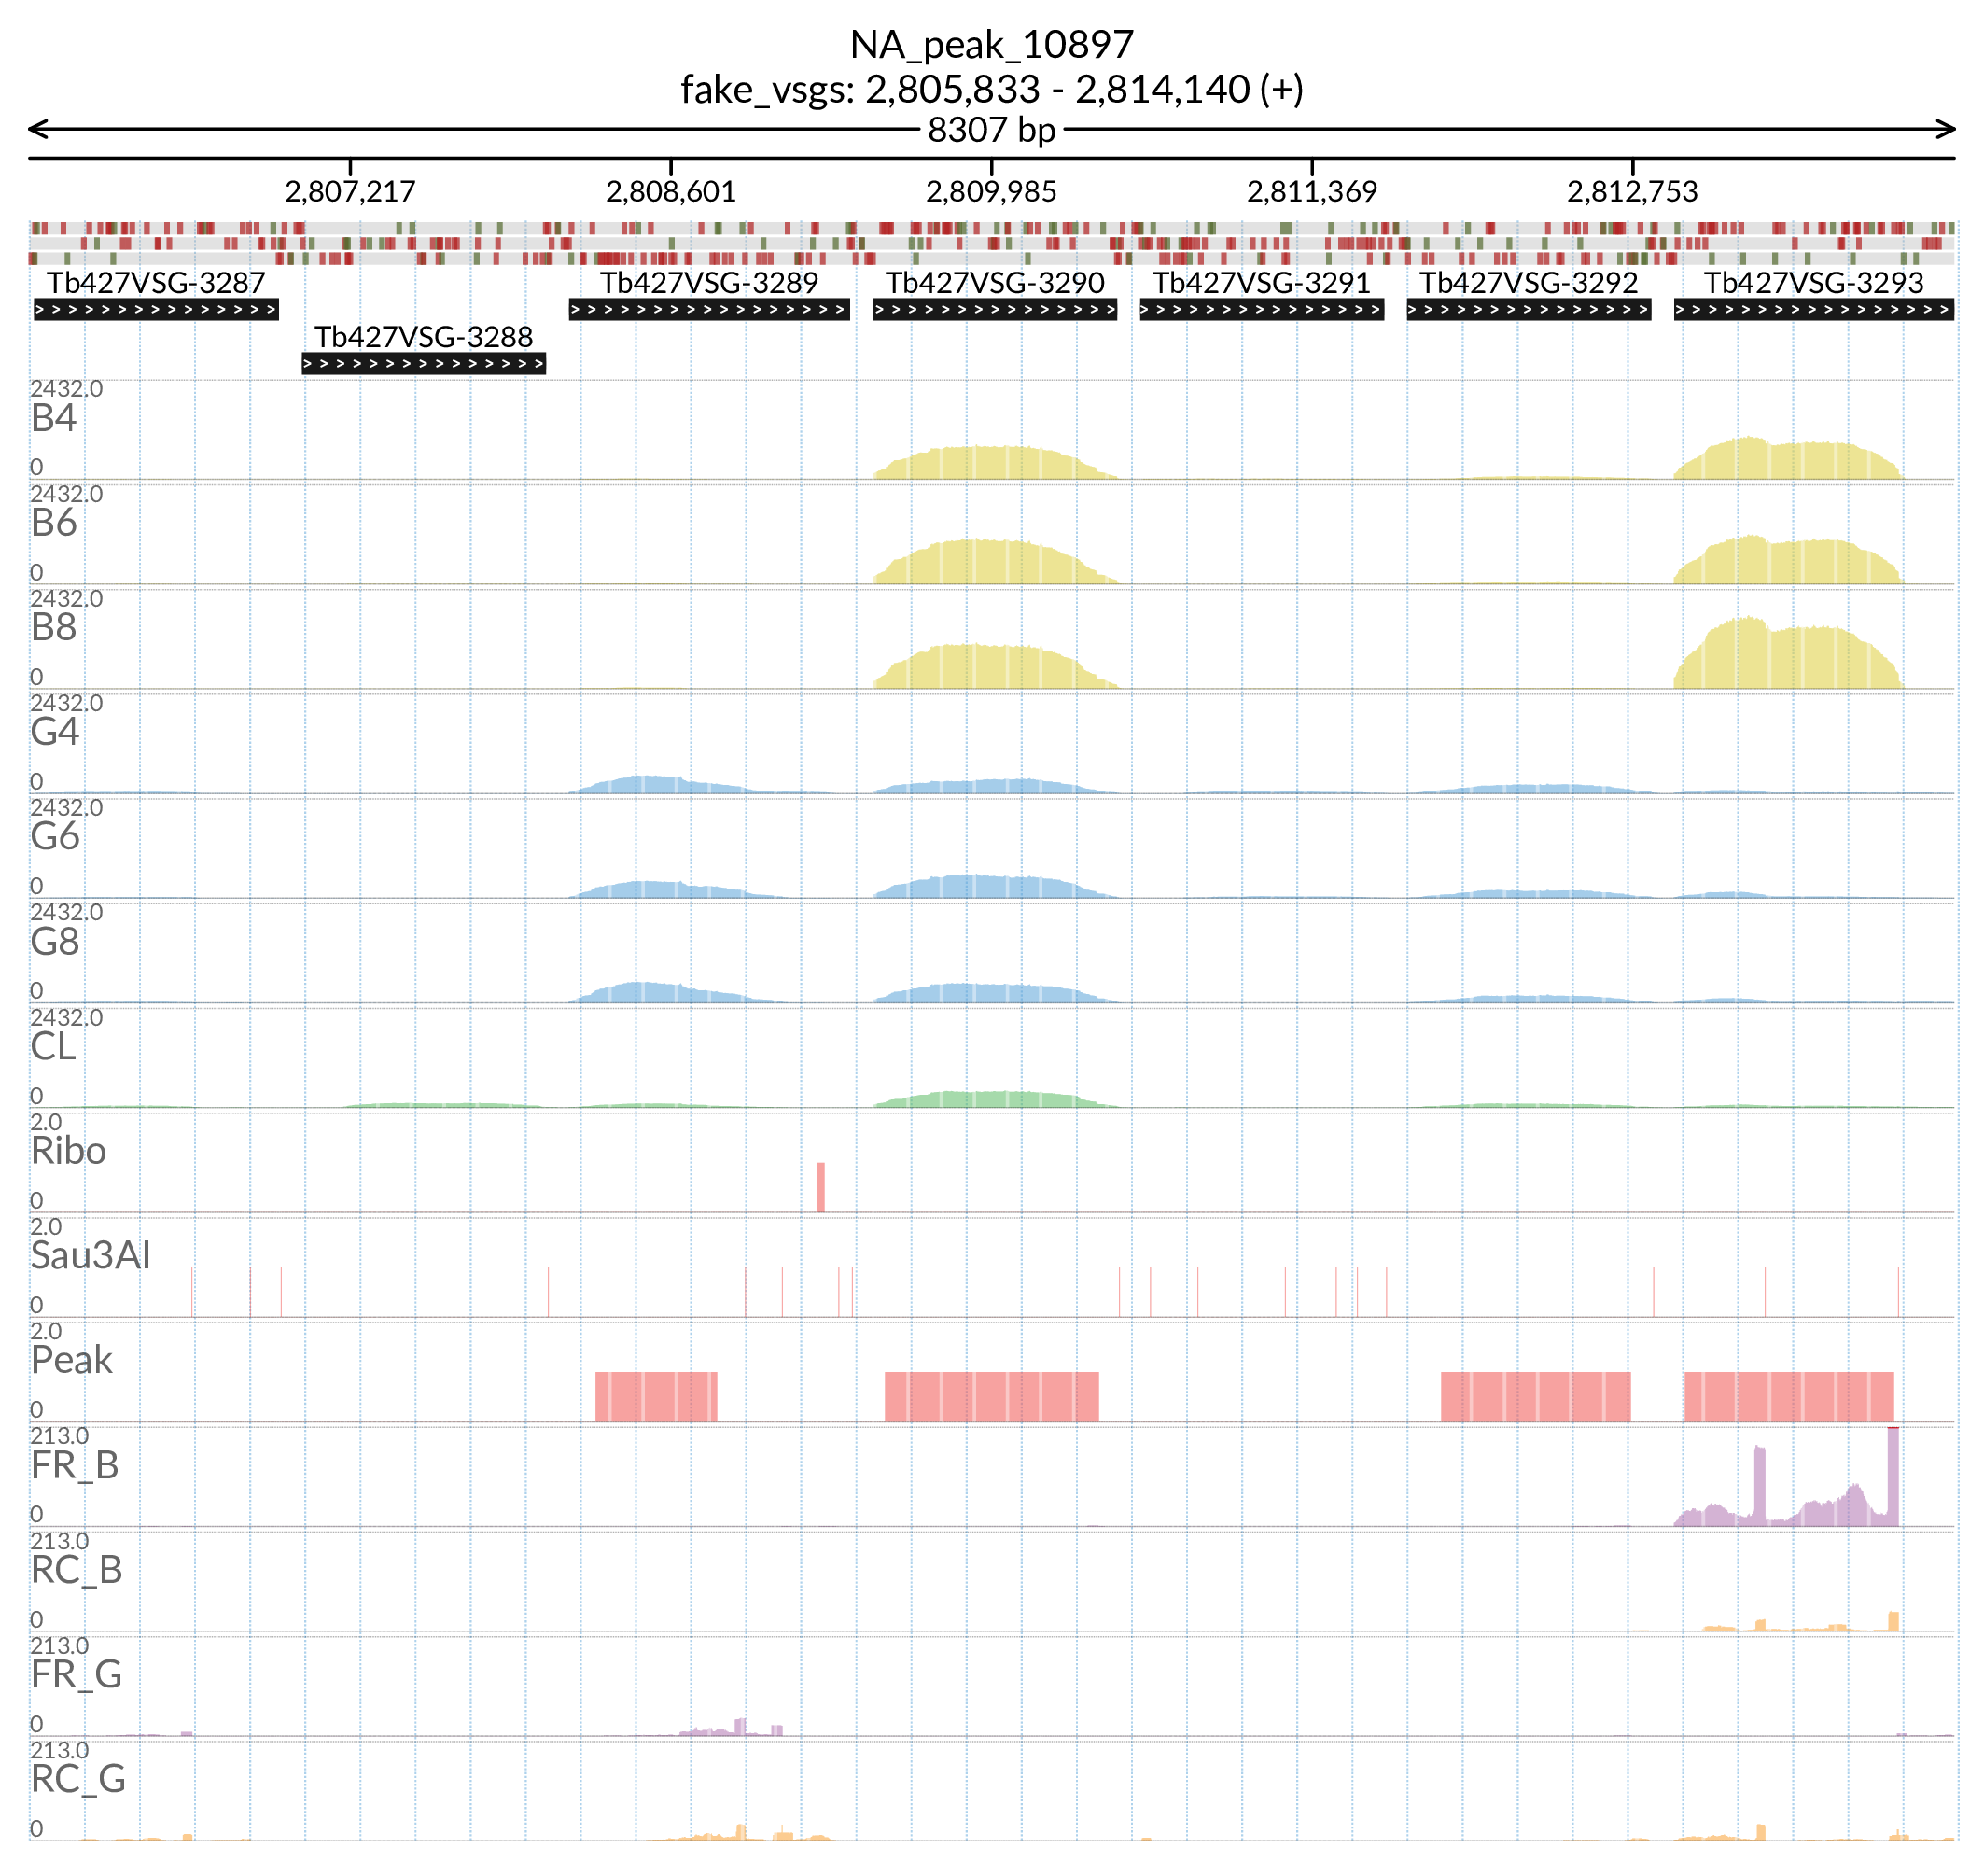 NA_peak_10897
fake_vsgs: 2,805,833 - 2,814,140 (+)
8307 bp
2,807,217 2,808,601 2,809,985 2,811,369 2,812,753
Tb427VSG-3287 Tb427VSG-3289 Tb427VSG-3290 Tb427VSG-3291 Tb427VSG-3292 Tb427VSG-3293
Tb427VSG-3288
2432.0
B4
0
2432.0
B6
0
2432.0
B8
0
2432.0
G4
0
2432.0
G6
0
2432.0
G8
0
2432.0
CL
0
2.0
Ribo
0
2.0
Sau3AI
0
2.0
Peak
0
213.0
FR_B
0
213.0
RC_B
0
213.0
FR_G
0
213.0
RC_G
0